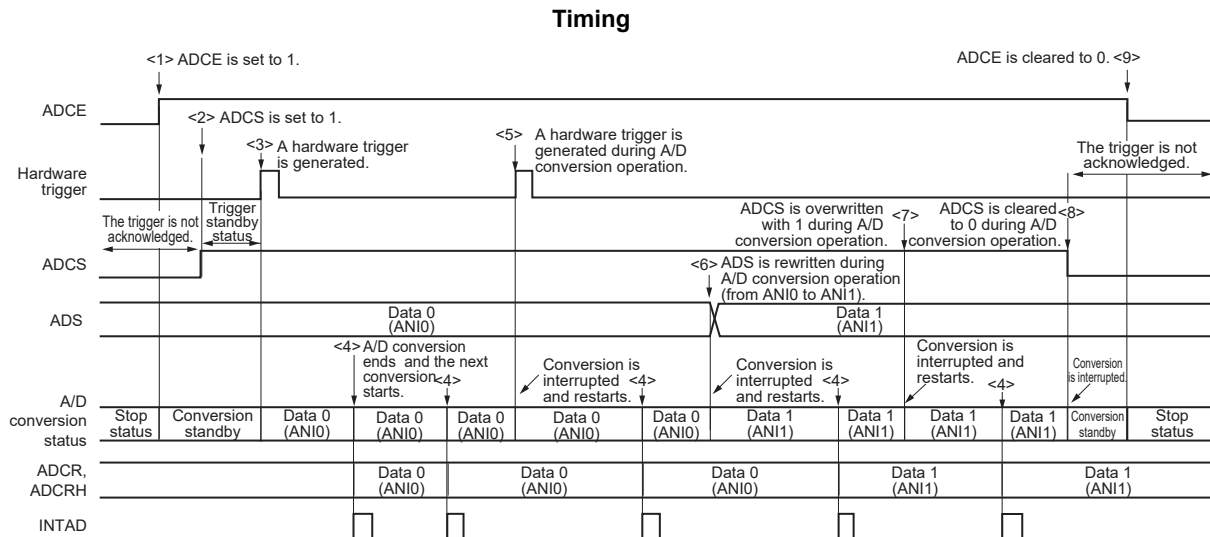 Timing
<1> ADCE is set to 1.
ADCE is cleared to 0. <9>
ADCE
<2> ADCS is set to 1.
<3> A hardware trigger
is generated.
<5> A hardware trigger is
generated during A/D
conversion operation.
The trigger is not
acknowledged.
Hardware
trigger
The trigger is not
acknowledged.
Trigger
standby
status
ADCS is overwritten
with 1 during A/D
conversion operation.
<7>
ADCS is cleared
to 0 during A/D
conversion operation.
<8>
ADCS
<6> ADS is rewritten during
A/D conversion operation
(from ANI0 to ANI1).
ADS
Data 0
(ANI0)
Data 1
(ANI1)
<4> A/D conversion
ends and the next
conversion
starts.
<4>
Conversion is
interrupted
and restarts.
<4>
Conversion is
interrupted
and restarts.
<4>
Conversion is
interrupted and
restarts.
<4>
Conversion
is interrupted.
A/D
conversion
status
Stop
status
Conversion
standby
Data 0
(ANI0)
Data 0
(ANI0)
Data 0
(ANI0)
Data 0
(ANI0)
Data 0
(ANI0)
Data 1
(ANI1)
Data 1
(ANI1)
Data 1
(ANI1)
Data 1
(ANI1)
Conversion
standby
Stop
status
ADCR,
ADCRH
Data 0
(ANI0)
Data 0
(ANI0)
Data 0
(ANI0)
Data 1
(ANI1)
Data 1
(ANI1)
INTAD